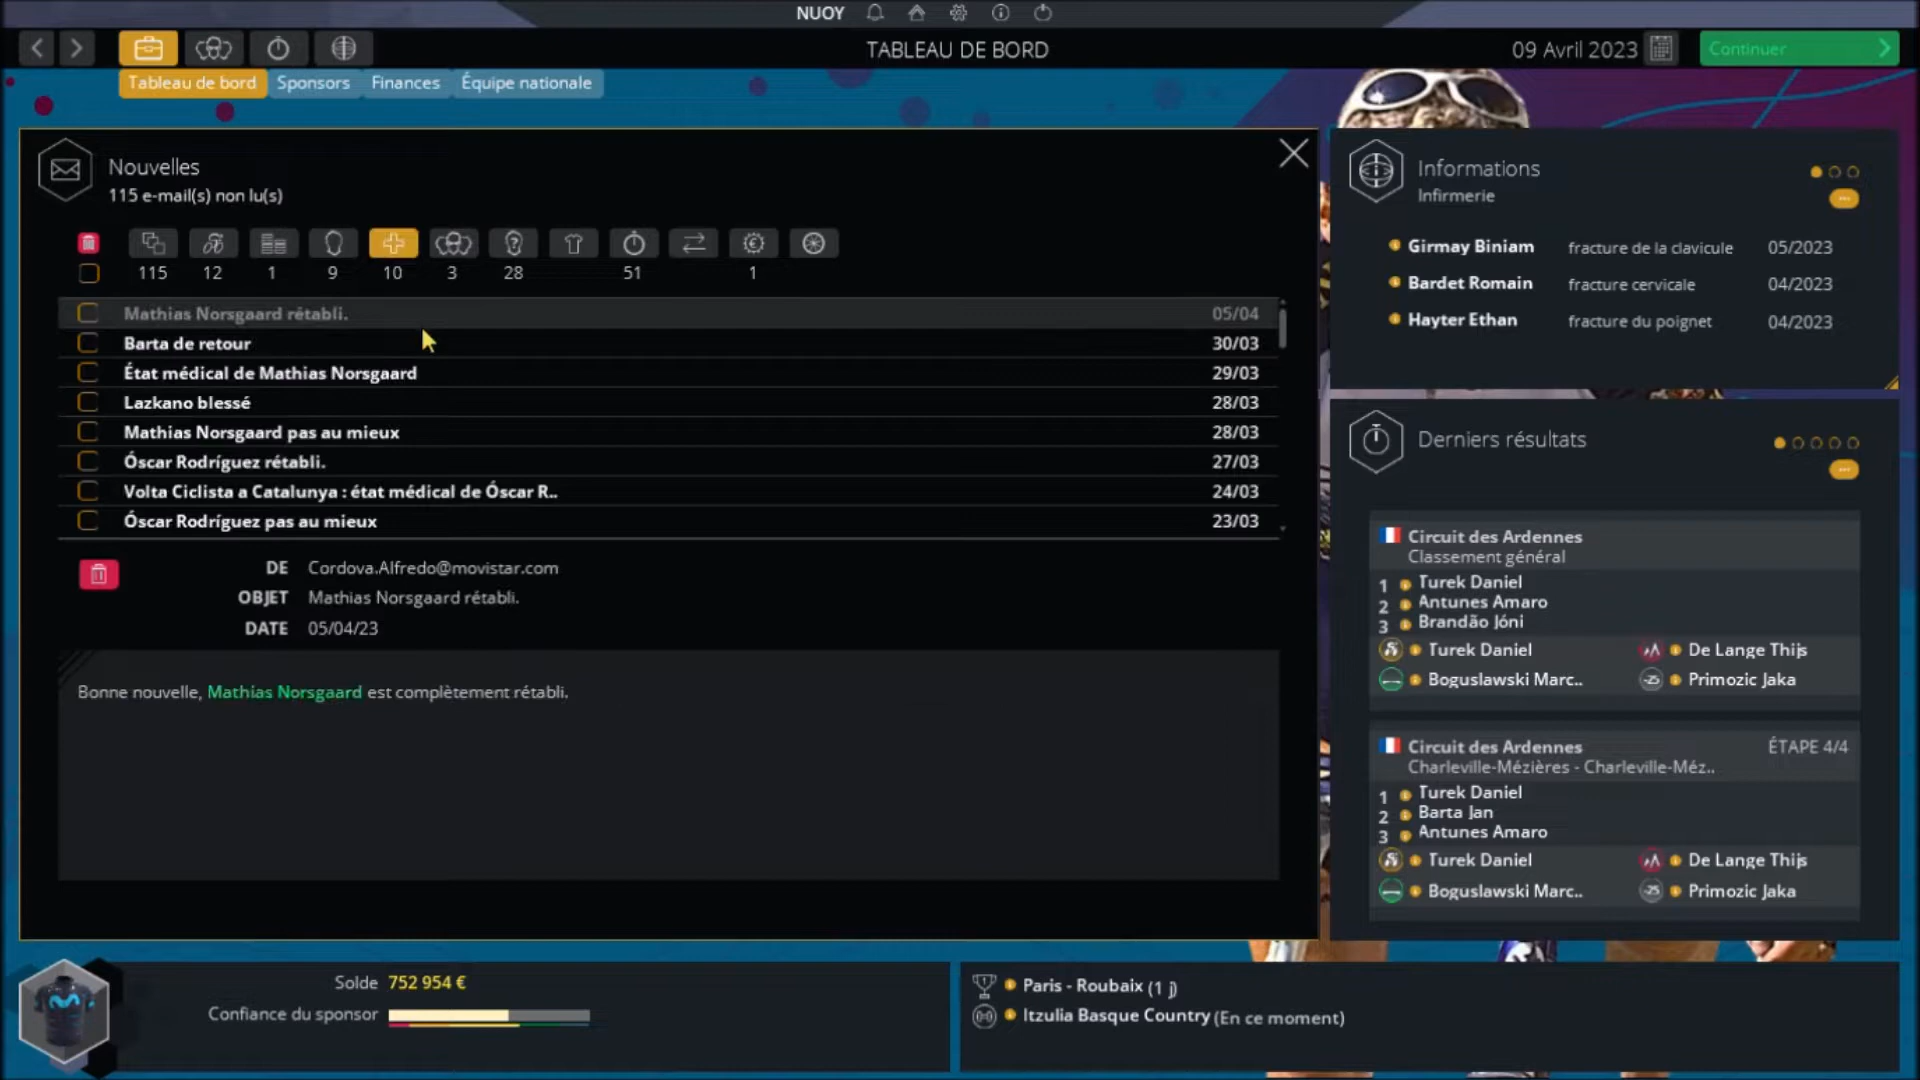 NUOY
TABLEAU DE BORD
09 Avril 2023
Continuer
Tableau de bord
Sponsors
Finances
Équipe nationale
Nouvelles
115 e-mail(s) non lu(s)
115 12 1 9 10 3 28 51 1
Mathias Norsgaard rétabli. 05/04
Barta de retour 30/03
État médical de Mathias Norsgaard 29/03
Lazkano blessé 28/03
Mathias Norsgaard pas au mieux 28/03
Óscar Rodríguez rétabli. 27/03
Volta Ciclista a Catalunya : état médical de Óscar R.. 24/03
Óscar Rodríguez pas au mieux 23/03
DE Cordova.Alfredo@movistar.com
OBJET Mathias Norsgaard rétabli.
DATE 05/04/23
Bonne nouvelle, Mathias Norsgaard est complètement rétabli.
Informations
Infirmerie
Girmay Biniam fracture de la clavicule 05/2023
Bardet Romain fracture cervicale 04/2023
Hayter Ethan fracture du poignet 04/2023
Derniers résultats
Circuit des Ardennes
Classement général
1 Turek Daniel
2 Antunes Amaro
3 Brandão Jóni
Turek Daniel De Lange Thijs
Boguslawski Marc.. -25 Primozic Jaka
Circuit des Ardennes ÉTAPE 4/4
Charleville-Mézières - Charleville-Méz..
1 Turek Daniel
2 Barta Jan
3 Antunes Amaro
Turek Daniel De Lange Thijs
Boguslawski Marc.. -25 Primozic Jaka
Solde 752 954 €
Confiance du sponsor
Paris - Roubaix (1 j)
Itzulia Basque Country (En ce moment)